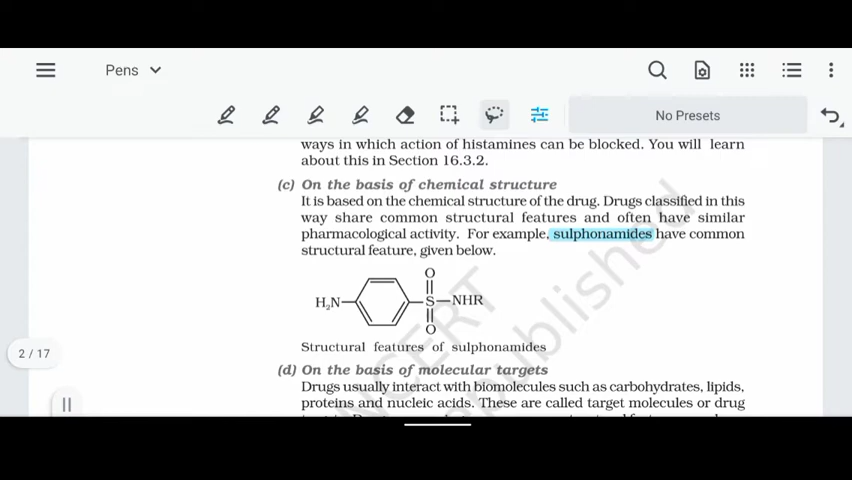 Pens
No Presets
ways in which action of histamines can be blocked. You will learn
about this in Section 16.3.2.
(c) On the basis of chemical structure
It is based on the chemical structure of the drug. Drugs classified in this
way share common structural features and often have similar
pharmacological activity. For example, sulphonamides have common
structural feature, given below.
O
H₂N S NHR
O
2 / 17
Structural features of sulphonamides
(d) On the basis of molecular targets
Drugs usually interact with biomolecules such as carbohydrates, lipids,
proteins and nucleic acids. These are called target molecules or drug
NCERT
republished